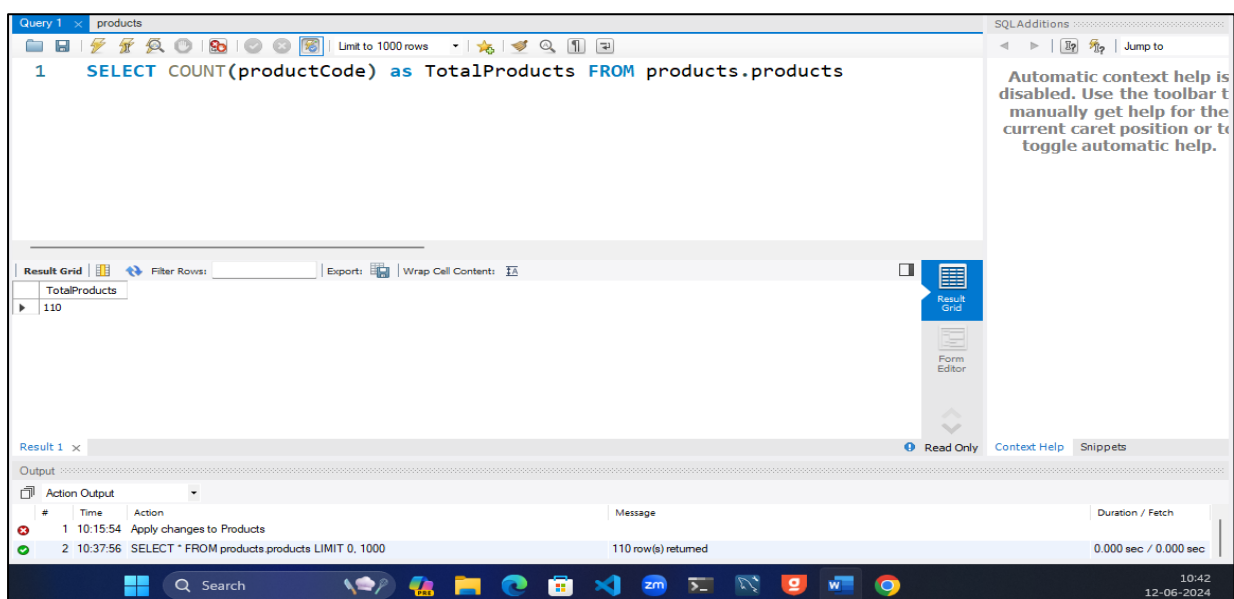 Query 1 products SQLAdditions
Limit to 1000 rows Jump to
1 SELECT COUNT(productCode) as TotalProducts FROM products.products
Automatic context help is
disabled. Use the toolbar t
manually get help for the
current caret position or to
toggle automatic help.
Result Grid Filter Rows: Export: Wrap Cell Content: IA
TotalProducts
110
Result
Grid
Form
Editor
Result 1 Read Only Context Help Snippets
Output
Action Output
# Time Action Message Duration / Fetch
1 10:15:54 Apply changes to Products
2 10:37:56 SELECT * FROM products.products LIMIT 0, 1000 110 row(s) returned 0.000 sec / 0.000 sec
Search PRE zm 10:42
12-06-2024